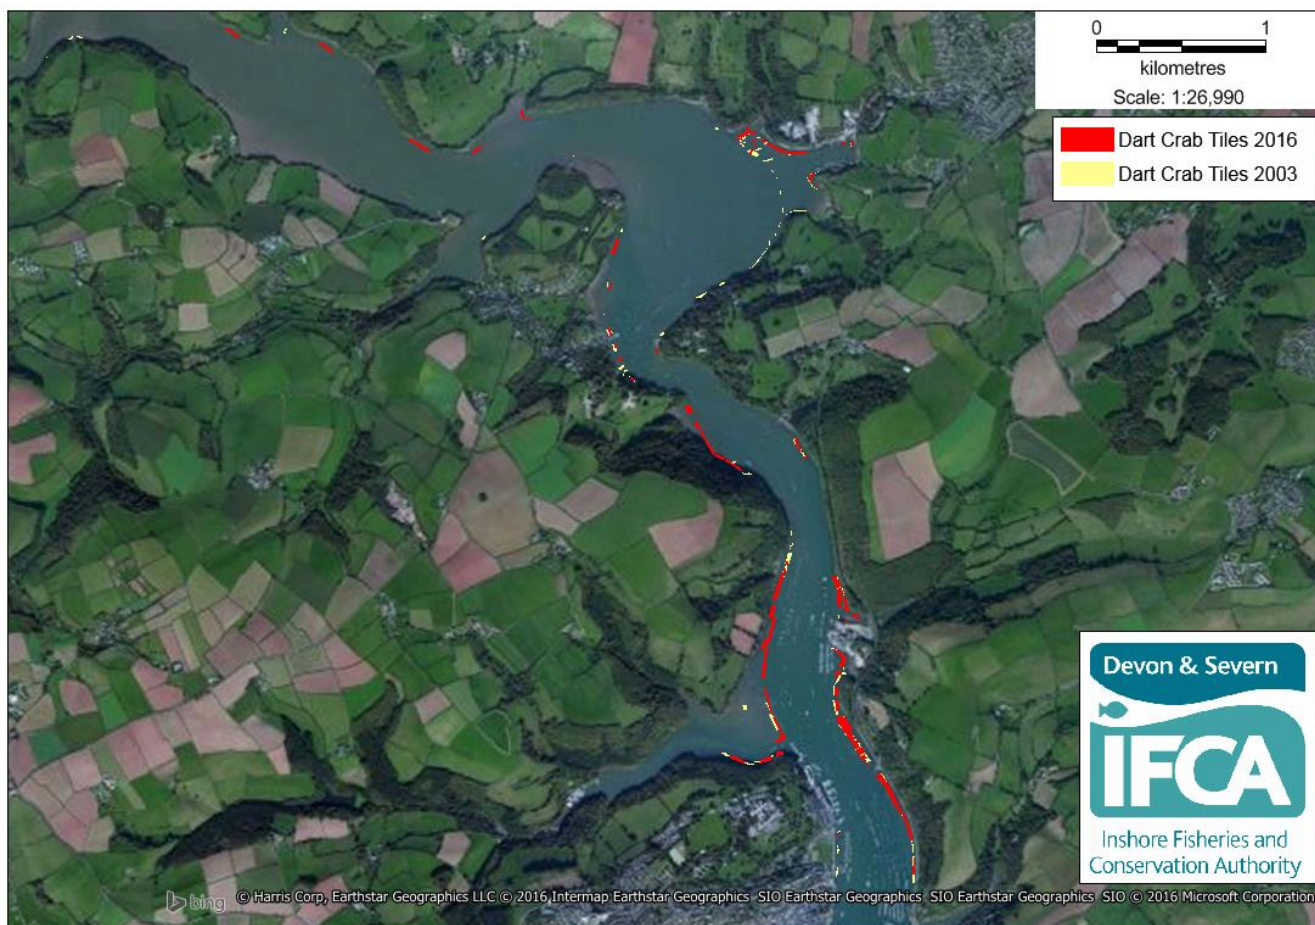 0 1
kilometres
Scale: 1:26,990
Dart Crab Tiles 2016
Dart Crab Tiles 2003
Devon & Severn
IFCA
Inshore Fisheries and
Conservation Authority
bing
© Harris Corp, Earthstar Geographics LLC © 2016 Intermap Earthstar Geographics SIO Earthstar Geographics SIO Earthstar Geographics SIO © 2016 Microsoft Corporation